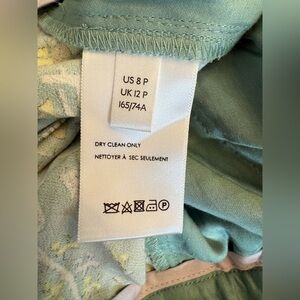 US 8 P
UK 12 P
165/74A
DRY CLEAN ONLY
NETTOYER À SEC SEULEMENT
P